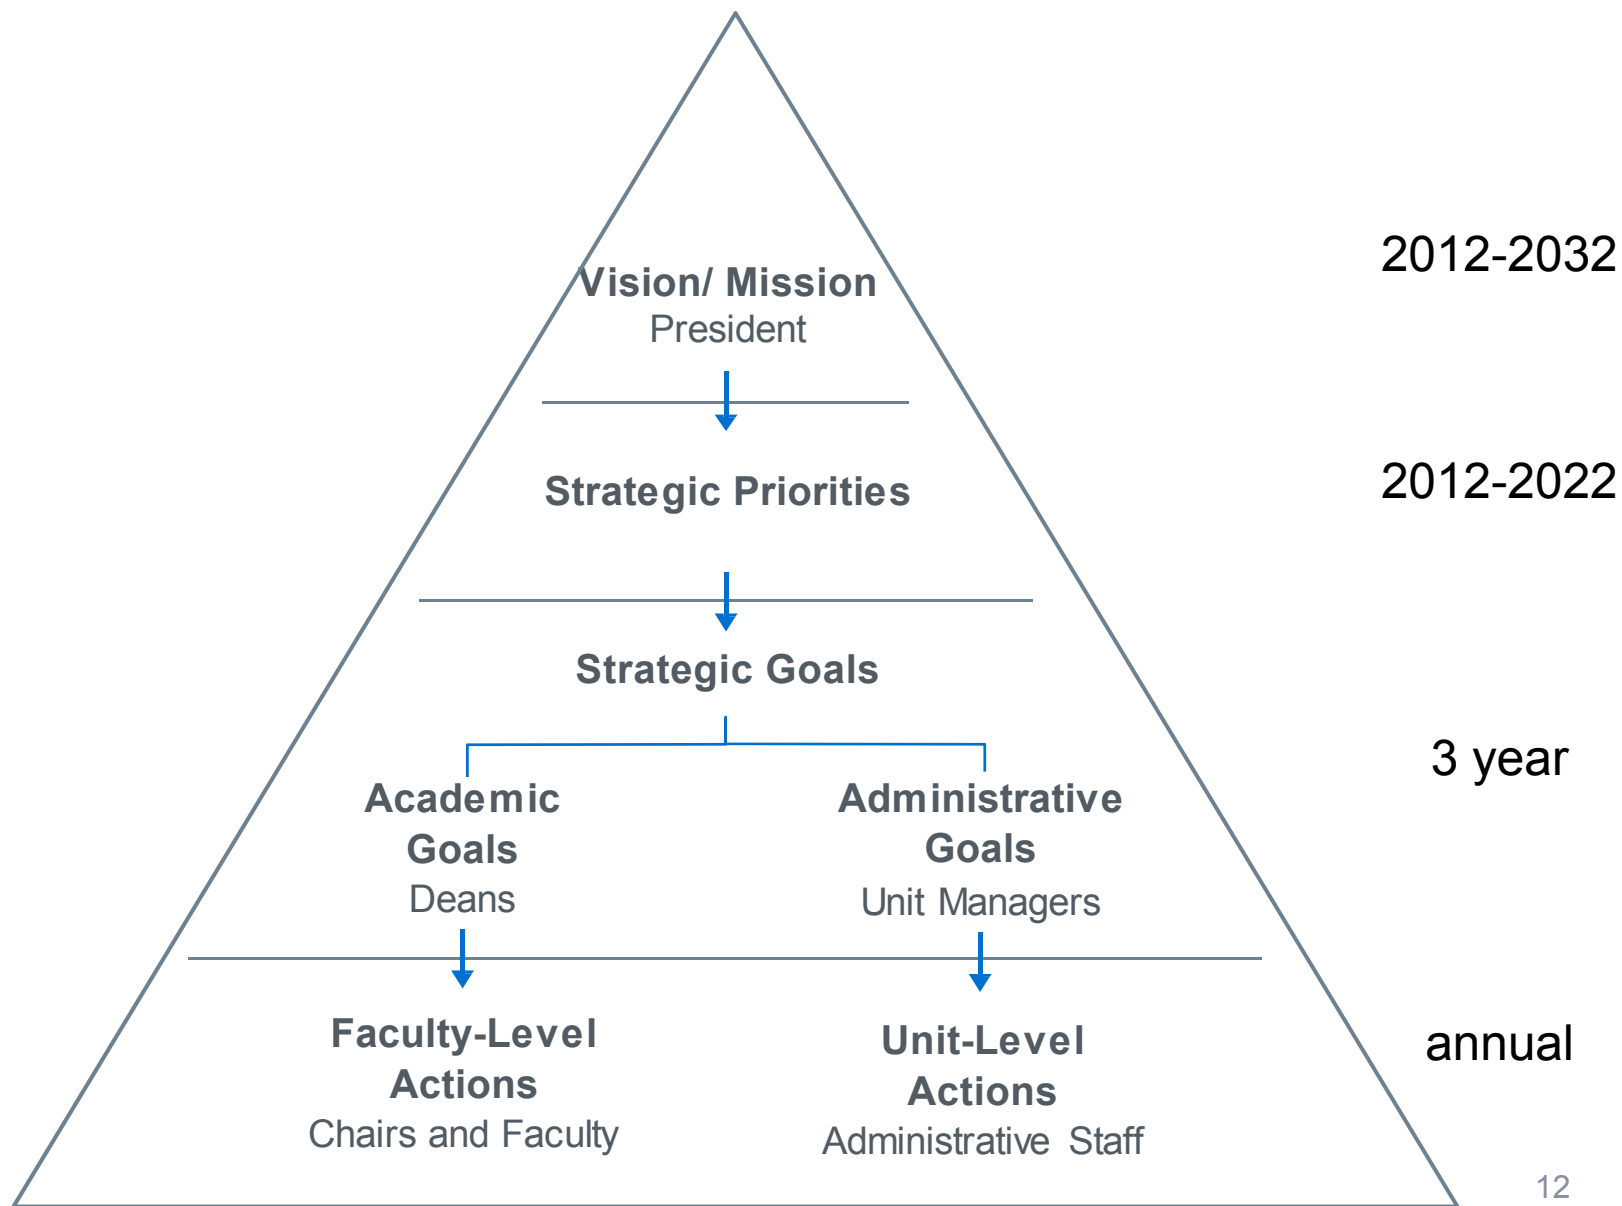 Vision/ Mission
President
2012-2032
Strategic Priorities
2012-2022
Strategic Goals
3 year
Academic
Goals
Deans
Administrative
Goals
Unit Managers
Faculty-Level
Actions
Chairs and Faculty
Unit-Level
Actions
Administrative Staff
annual
12